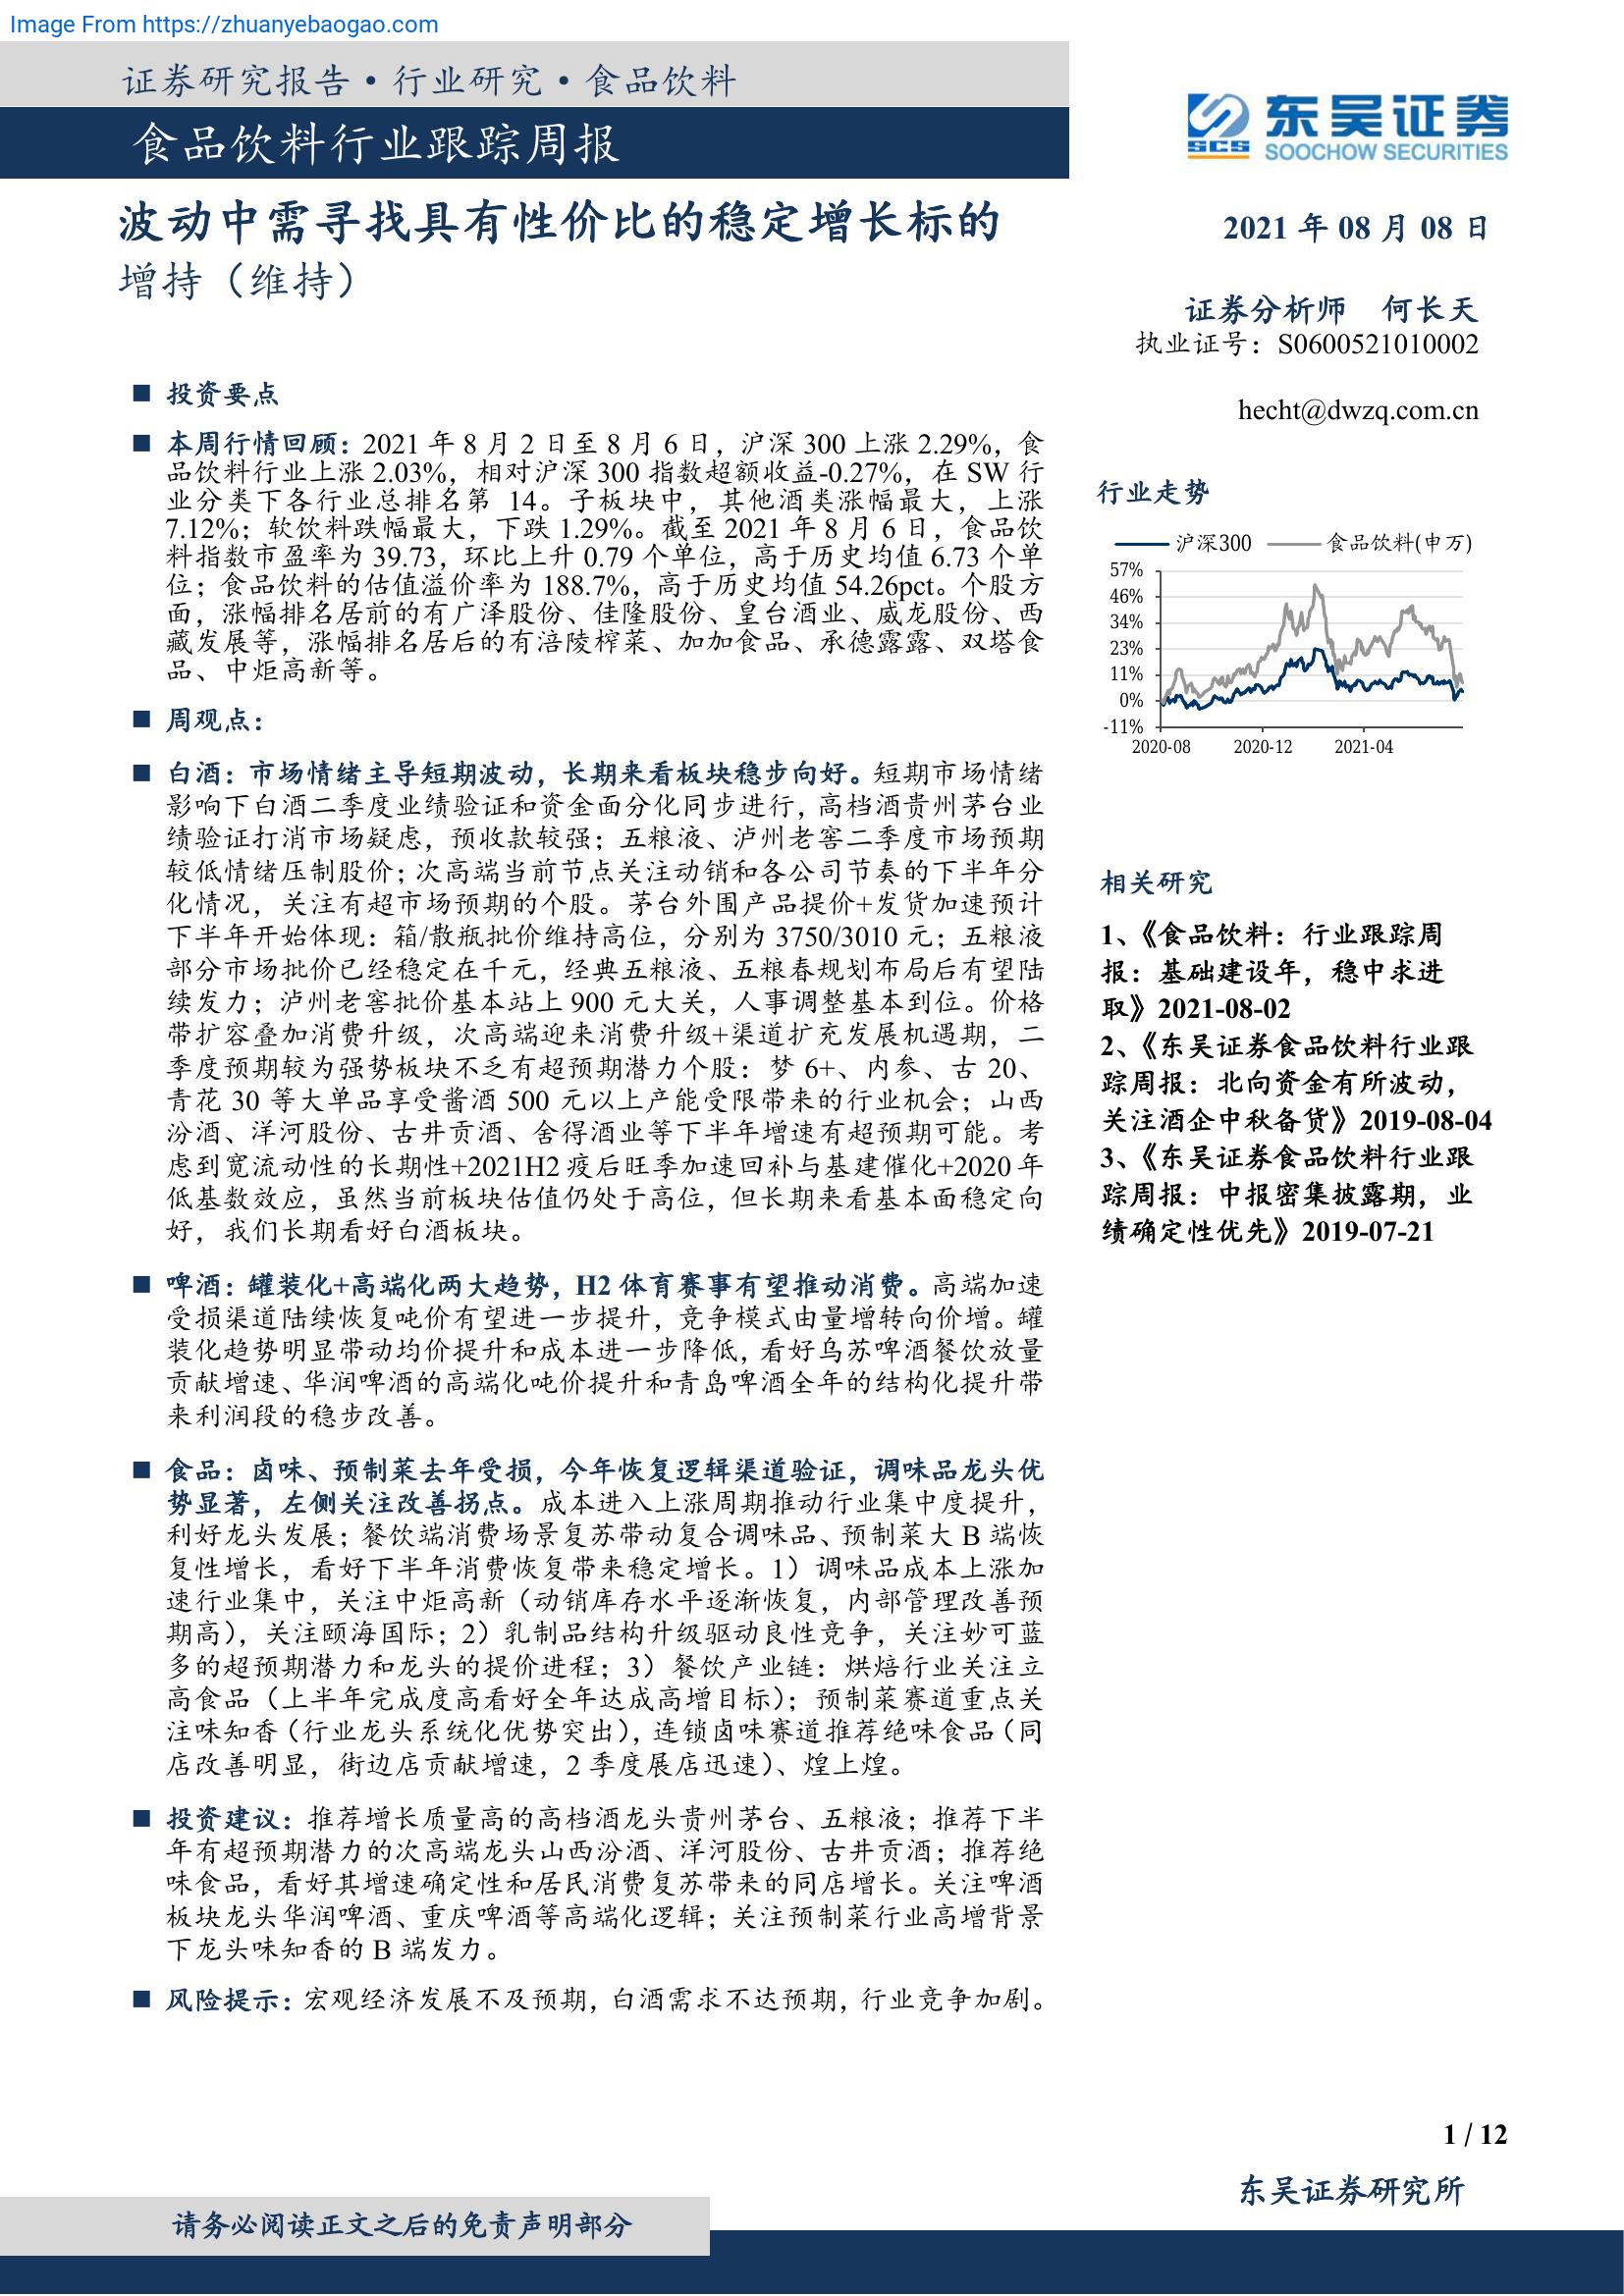 Image From https://zhuanyebaogao.com
证券研究报告·行业研究·食品饮料
食品饮料行业跟踪周报
东吴证券
SCS
SOOCHOW SECURITIES
波动中需寻找具有性价比的稳定增长标的
增持（维持）
2021 年 08 月 08 日
证券分析师 何长天
执业证号：S0600521010002
hecht@dwzq.com.cn
■ 投资要点
■ 本周行情回顾：2021 年 8 月 2 日至 8 月 6 日，沪深 300 上涨 2.29%，食
品饮料行业上涨 2.03%，相对沪深 300 指数超额收益-0.27%，在 SW 行
业分类下各行业总排名第 14。子板块中，其他酒类涨幅最大，上涨
7.12%；软饮料跌幅最大，下跌 1.29%。截至 2021 年 8 月 6 日，食品饮
料指数市盈率为 39.73，环比上升 0.79 个单位，高于历史均值 6.73 个单
位；食品饮料的估值溢价率为 188.7%，高于历史均值 54.26pct。个股方
面，涨幅排名居前的有广泽股份、佳隆股份、皇台酒业、威龙股份、西
藏发展等，涨幅排名居后的有涪陵榨菜、加加食品、承德露露、双塔食
品、中炬高新等。
■ 周观点：
■ 白酒：市场情绪主导短期波动，长期来看板块稳步向好。短期市场情绪
影响下白酒二季度业绩验证和资金面分化同步进行，高档酒贵州茅台业
绩验证打消市场疑虑，预收款较强；五粮液、泸州老窖二季度市场预期
较低情绪压制股价；次高端当前节点关注动销和各公司节奏的下半年分
化情况，关注有超市场预期的个股。茅台外围产品提价+发货加速预计
下半年开始体现：箱/散瓶批价维持高位，分别为 3750/3010 元；五粮液
部分市场批价已经稳定在千元，经典五粮液、五粮春规划布局后有望陆
续发力；泸州老窖批价基本站上 900 元大关，人事调整基本到位。价格
带扩容叠加消费升级，次高端迎来消费升级+渠道扩充发展机遇期，二
季度预期较为强势板块不乏有超预期潜力个股：梦 6+、内参、古 20、
青花 30 等大单品享受酱酒 500 元以上产能受限带来的行业机会；山西
汾酒、洋河股份、古井贡酒、舍得酒业等下半年增速有超预期可能。考
虑到宽流动性的长期性+2021H2 疫后旺季加速回补与基建催化+2020 年
低基数效应，虽然当前板块估值仍处于高位，但长期来看基本面稳定向
好，我们长期看好白酒板块。
■ 啤酒：罐装化+高端化两大趋势，H2 体育赛事有望推动消费。高端加速
受损渠道陆续恢复吨价有望进一步提升，竞争模式由量增转向价增。罐
装化趋势明显带动均价提升和成本进一步降低，看好乌苏啤酒餐饮放量
贡献增速、华润啤酒的高端化吨价提升和青岛啤酒全年的结构化提升带
来利润段的稳步改善。
■ 食品：卤味、预制菜去年受损，今年恢复逻辑渠道验证，调味品龙头优
势显著，左侧关注改善拐点。成本进入上涨周期推动行业集中度提升，
利好龙头发展；餐饮端消费场景复苏带动复合调味品、预制菜大 B 端恢
复性增长，看好下半年消费恢复带来稳定增长。1）调味品成本上涨加
速行业集中，关注中炬高新（动销库存水平逐渐恢复，内部管理改善预
期高），关注颐海国际；2）乳制品结构升级驱动良性竞争，关注妙可蓝
多的超预期潜力和龙头的提价进程；3）餐饮产业链：烘焙行业关注立
高食品（上半年完成度高看好全年达成高增目标）；预制菜赛道重点关
注味知香（行业龙头系统化优势突出），连锁卤味赛道推荐绝味食品（同
店改善明显，街边店贡献增速，2 季度展店迅速）、煌上煌。
■ 投资建议：推荐增长质量高的高档酒龙头贵州茅台、五粮液；推荐下半
年有超预期潜力的次高端龙头山西汾酒、洋河股份、古井贡酒；推荐绝
味食品，看好其增速确定性和居民消费复苏带来的同店增长。关注啤酒
板块龙头华润啤酒、重庆啤酒等高端化逻辑；关注预制菜行业高增背景
下龙头味知香的 B 端发力。
■ 风险提示：宏观经济发展不及预期，白酒需求不达预期，行业竞争加剧。
行业走势
沪深300 食品饮料(申万)
57%
46%
34%
23%
11%
0%
-11%
2020-08 2020-12 2021-04
相关研究
1、《食品饮料：行业跟踪周
报：基础建设年，稳中求进
取》2021-08-02
2、《东吴证券食品饮料行业跟
踪周报：北向资金有所波动，
关注酒企中秋备货》2019-08-04
3、《东吴证券食品饮料行业跟
踪周报：中报密集披露期，业
绩确定性优先》2019-07-21
1 / 12
东吴证券研究所
请务必阅读正文之后的免责声明部分